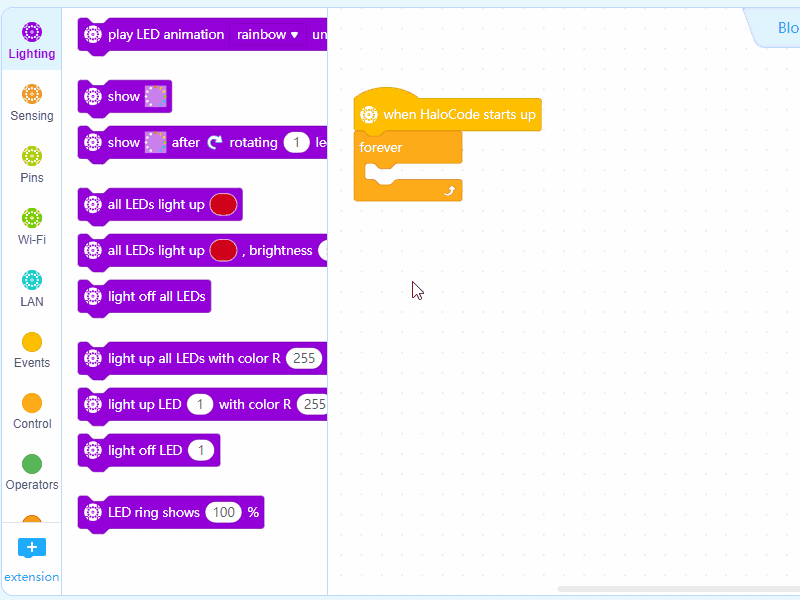 Lighting
Sensing
Pins
Wi-Fi
LAN
Events
Control
Operators
+
extension
play LED animation rainbow ▼ un
show
show after rotating 1 le
all LEDs light up
all LEDs light up , brightness
light off all LEDs
light up all LEDs with color R 255
light up LED 1 with color R 255
light off LED 1
LED ring shows 100 %
when HaloCode starts up
forever
Blo